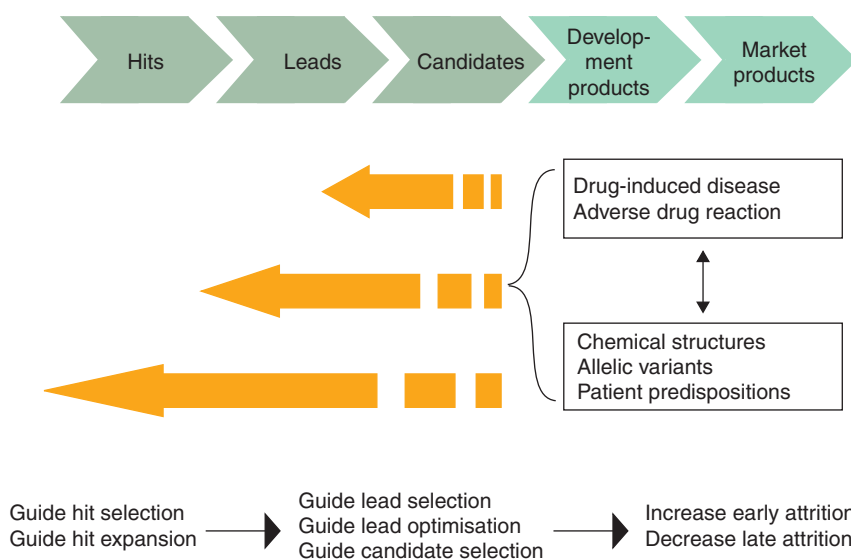 Hits
Leads
Candidates
Develop-
ment
products
Market
products
Drug-induced disease
Adverse drug reaction
Chemical structures
Allelic variants
Patient predispositions
Guide hit selection
Guide hit expansion
Guide lead selection
Guide lead optimisation
Guide candidate selection
Increase early attrition
Decrease late attrition